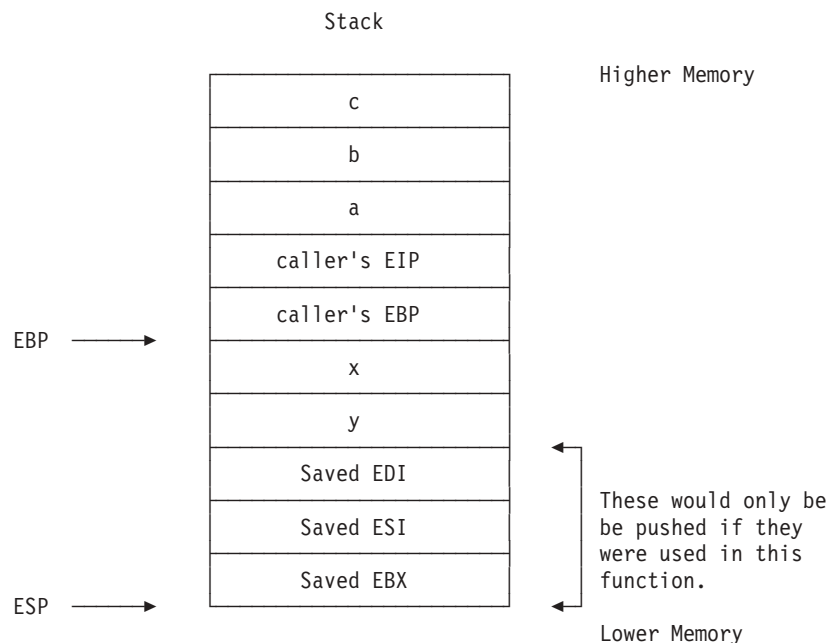 Stack
Higher Memory
c
b
a
caller's EIP
caller's EBP
EBP
x
y
Saved EDI
Saved ESI
Saved EBX
These would only be
be pushed if they
were used in this
function.
ESP
Lower Memory